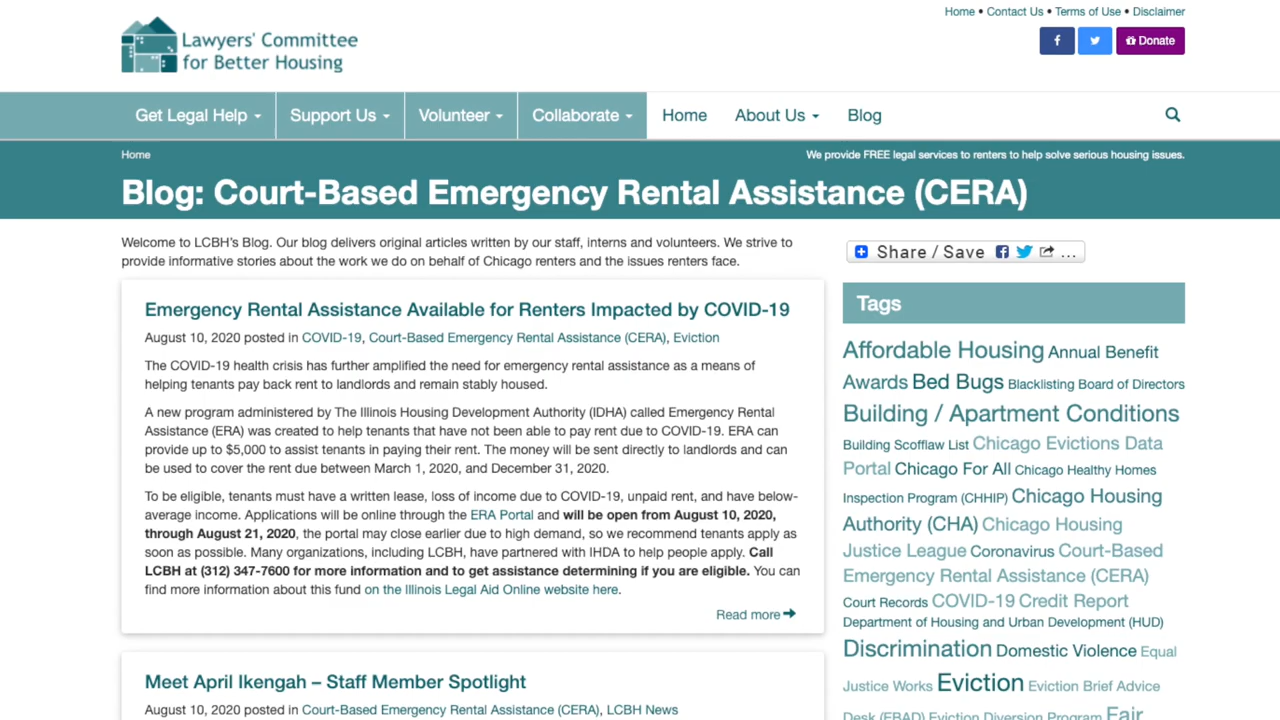 Home • Contact Us • Terms of Use • Disclaimer
Lawyers' Committee
for Better Housing
Donate
Get Legal Help
Support Us
Volunteer
Collaborate
Home
About Us
Blog
Home
We provide FREE legal services to renters to help solve serious housing issues.
Blog: Court-Based Emergency Rental Assistance (CERA)
Welcome to LCBH's Blog. Our blog delivers original articles written by our staff, interns and volunteers. We strive to
provide informative stories about the work we do on behalf of Chicago renters and the issues renters face.
Emergency Rental Assistance Available for Renters Impacted by COVID-19
August 10, 2020 posted in COVID-19, Court-Based Emergency Rental Assistance (CERA), Eviction
The COVID-19 health crisis has further amplified the need for emergency rental assistance as a means of
helping tenants pay back rent to landlords and remain stably housed.
A new program administered by The Illinois Housing Development Authority (IDHA) called Emergency Rental
Assistance (ERA) was created to help tenants that have not been able to pay rent due to COVID-19. ERA can
provide up to $5,000 to assist tenants in paying their rent. The money will be sent directly to landlords and can
be used to cover the rent due between March 1, 2020, and December 31, 2020.
To be eligible, tenants must have a written lease, loss of income due to COVID-19, unpaid rent, and have below-
average income. Applications will be online through the ERA Portal and will be open from August 10, 2020,
through August 21, 2020, the portal may close earlier due to high demand, so we recommend tenants apply as
soon as possible. Many organizations, including LCBH, have partnered with IHDA to help people apply. Call
LCBH at (312) 347-7600 for more information and to get assistance determining if you are eligible. You can
find more information about this fund on the Illinois Legal Aid Online website here.
Read more
Meet April Ikengah – Staff Member Spotlight
August 10, 2020 posted in Court-Based Emergency Rental Assistance (CERA), LCBH News
Share / Save ...
Tags
Affordable Housing Annual Benefit
Awards Bed Bugs Blacklisting Board of Directors
Building / Apartment Conditions
Building Scofflaw List Chicago Evictions Data
Portal Chicago For All Chicago Healthy Homes
Inspection Program (CHHIP) Chicago Housing
Authority (CHA) Chicago Housing
Justice League Coronavirus Court-Based
Emergency Rental Assistance (CERA)
Court Records COVID-19 Credit Report
Department of Housing and Urban Development (HUD)
Discrimination Domestic Violence Equal
Justice Works Eviction Eviction Brief Advice
Desk (EBAD) Eviction Diversion Program Fair